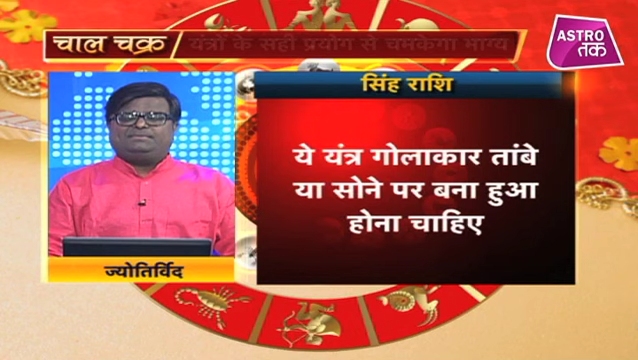 चाल चक्र
यंत्रों के सही प्रयोग से चमकेगा भाग्य
ASTRO
तक
सिंह राशि
ये यंत्र गोलाकार तांबे
या सोने पर बना हुआ
होना चाहिए
ज्योतिर्विद